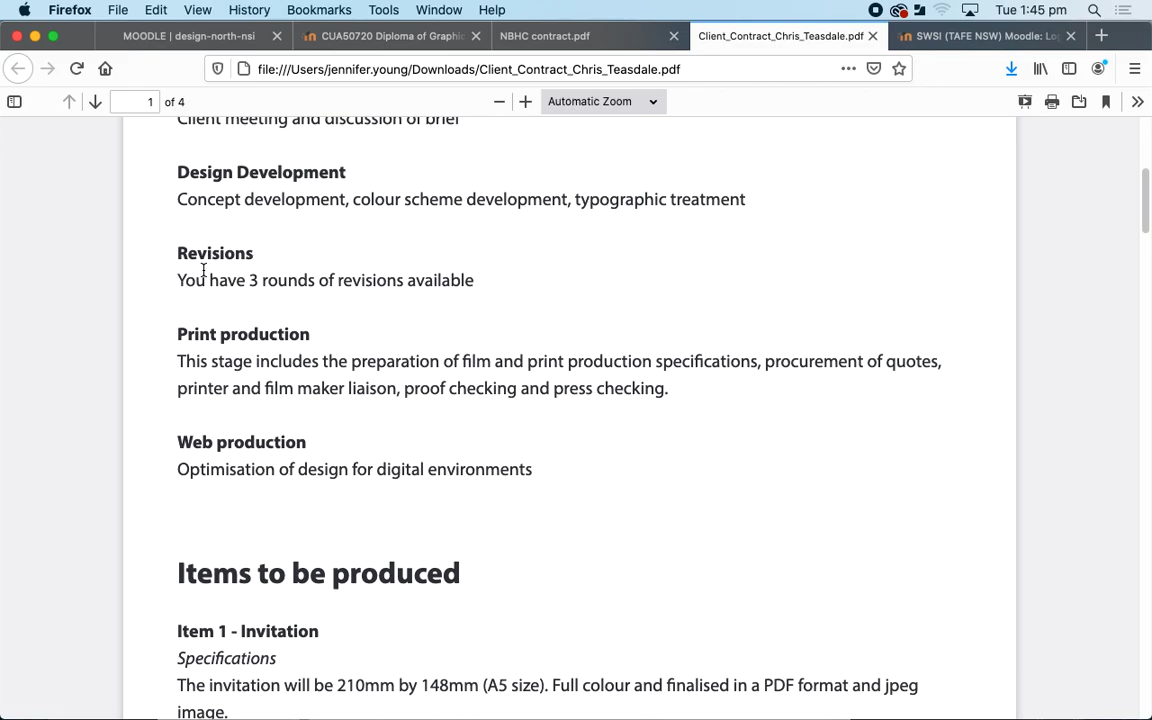 Firefox File Edit View History Bookmarks Tools Window Help Tue 1:45 pm
MOODLE | design-north-nsi CUA50720 Diploma of Graphic NBHC contract.pdf Client_Contract_Chris_Teasdale.pdf SWSI (TAFE NSW) Moodle: Lo
file:///Users/jennifer.young/Downloads/Client_Contract_Chris_Teasdale.pdf
1 of 4 Automatic Zoom
Client meeting and discussion of brief
Design Development
Concept development, colour scheme development, typographic treatment
Revisions
You have 3 rounds of revisions available
Print production
This stage includes the preparation of film and print production specifications, procurement of quotes,
printer and film maker liaison, proof checking and press checking.
Web production
Optimisation of design for digital environments
Items to be produced
Item 1 - Invitation
Specifications
The invitation will be 210mm by 148mm (A5 size). Full colour and finalised in a PDF format and jpeg
image.